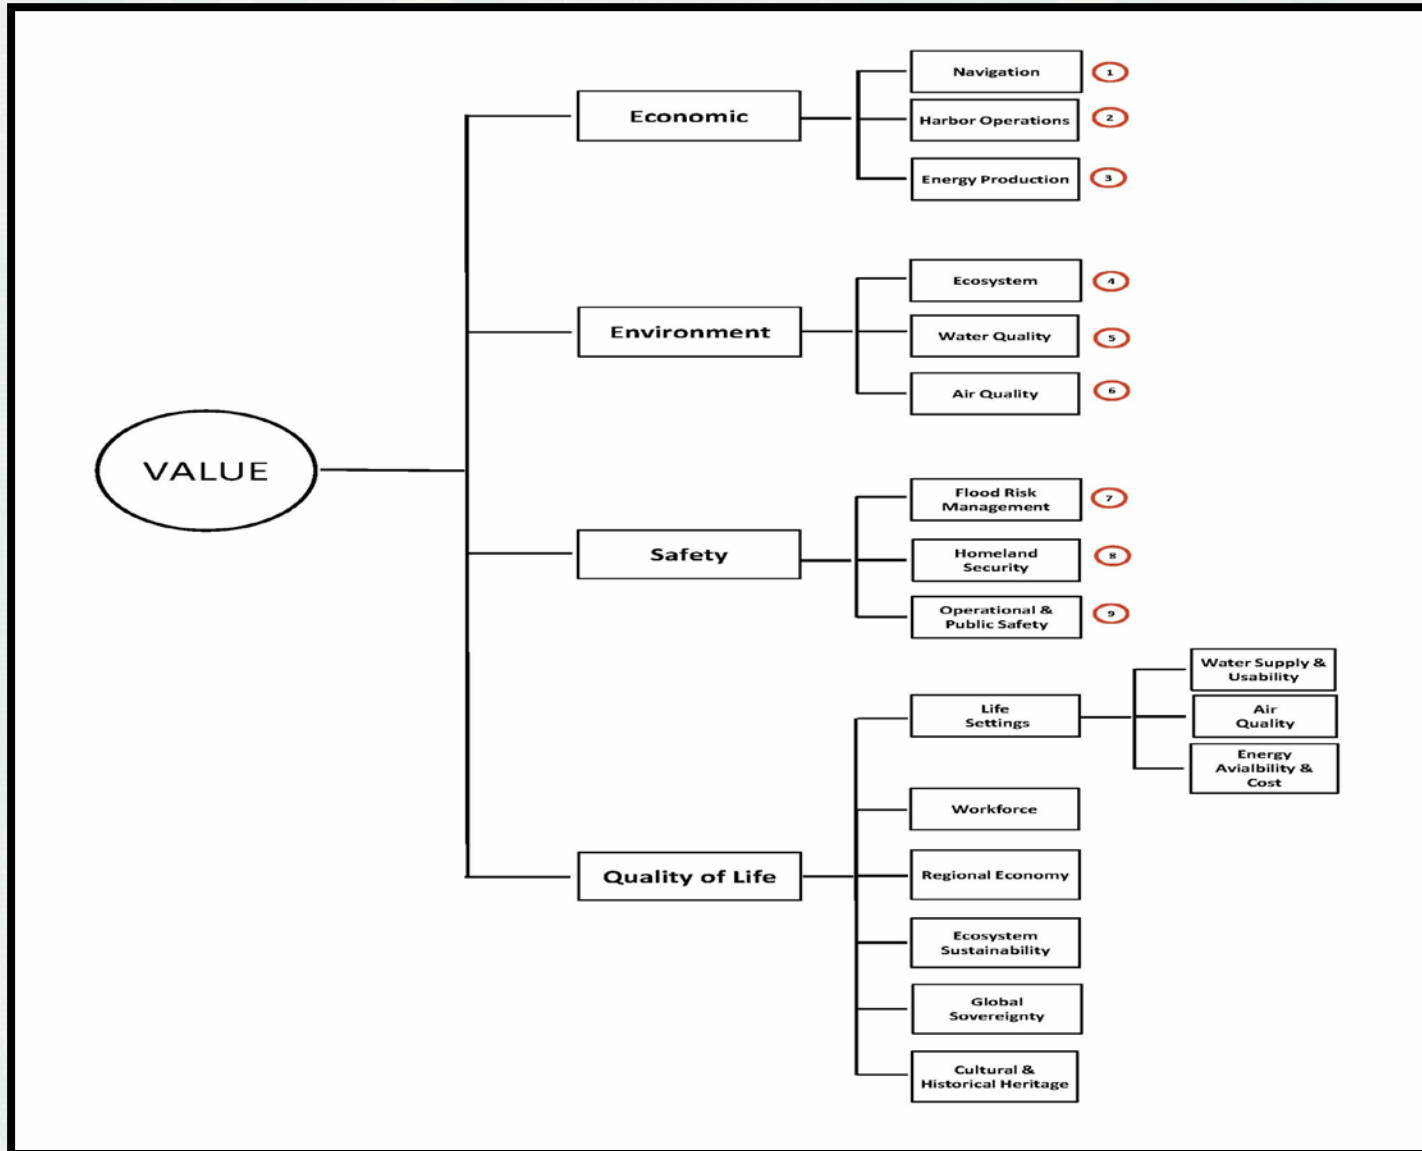 Navigation
1
Economic
Harbor Operations
2
Energy Production
3
Ecosystem
4
Environment
Water Quality
5
Air Quality
6
VALUE
Flood Risk
Management
7
Safety
Homeland
Security
8
Operational &
Public Safety
9
Life
Settings
Water Supply &
Usability
Air
Quality
Energy
Avialbility &
Cost
Workforce
Quality of Life
Regional Economy
Ecosystem
Sustainability
Global
Sovereignty
Cultural &
Historical Heritage